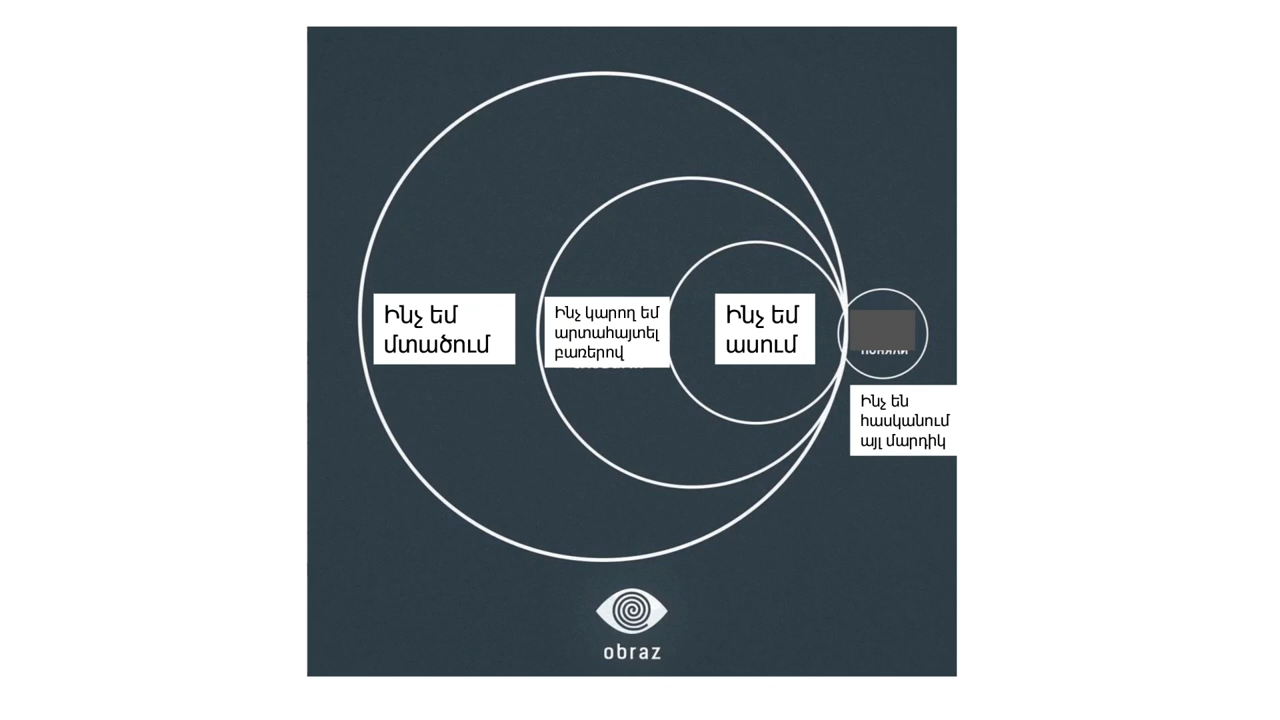 Ինչ եմ
մտածում
Ինչ կարող եմ
արտահայտել
բառերով
Ինչ եմ
ասում
Ինչ են
հասկանում
այլ մարդիկ
obraz